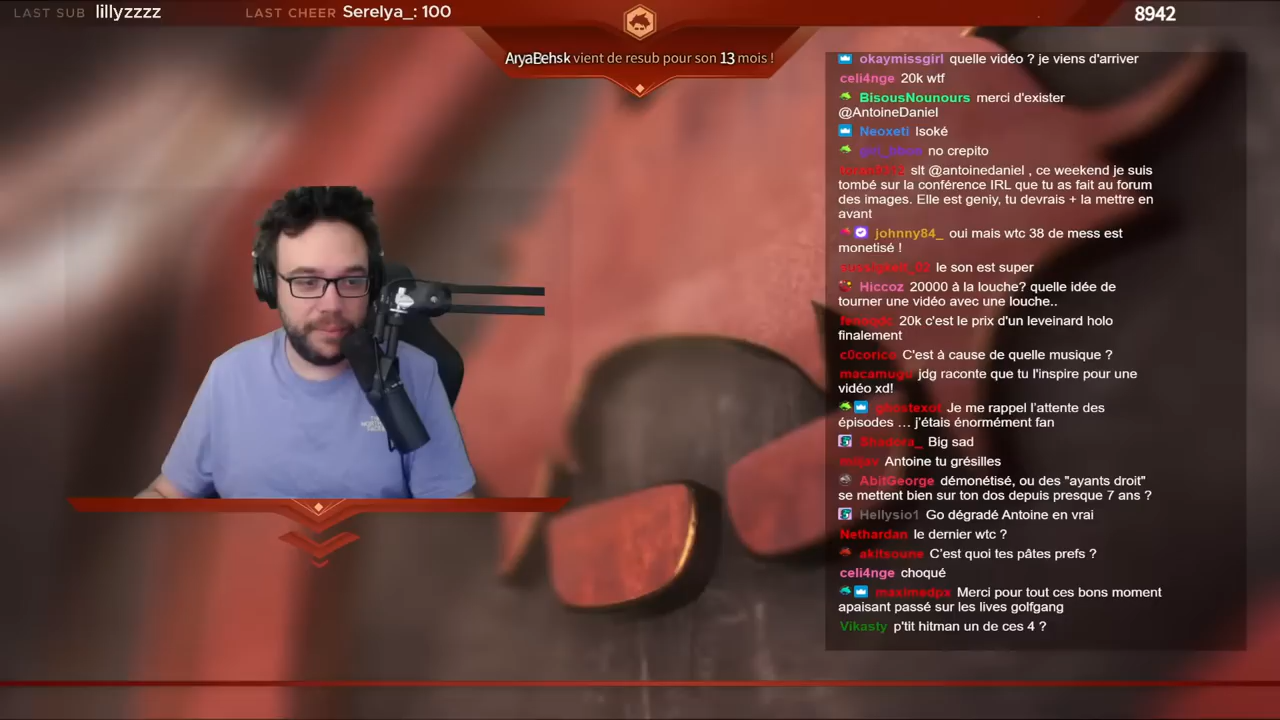 LAST SUB lillyzzzz
LAST CHEER Serelya_: 100
8942
AryaBehsk vient de resub pour son 13 mois !
okaymissgirl quelle vidéo ? je viens d'arriver
celi4nge 20k wtf
BisousNounours merci d'exister
@AntoineDaniel
Neoxeti Isoké
no crepito
slt @antoinedaniel , ce weekend je suis
tombé sur la conférence IRL que tu as fait au forum
des images. Elle est geniy, tu devrais + la mettre en
avant
johnny84_ oui mais wtc 38 de mess est
monetisé !
le son est super
Hiccoz 20000 à la louche? quelle idée de
tourner une vidéo avec une louche..
20k c'est le prix d'un leveinard holo
finalement
c0corico C'est à cause de quelle musique ?
macamugu jdg raconte que tu l'inspire pour une
vidéo xd!
ghostexot Je me rappel l'attente des
épisodes … j'étais énormément fan
Shadora_ Big sad
Antoine tu grésilles
AbitGeorge démonétisé, ou des "ayants droit"
se mettent bien sur ton dos depuis presque 7 ans ?
Hellysio1 Go dégradé Antoine en vrai
Nethardan le dernier wtc ?
akitsoune C'est quoi tes pâtes prefs ?
celi4nge choqué
maximedpx Merci pour tout ces bons moment
apaisant passé sur les lives golfgang
Vikasty p'tit hitman un de ces 4 ?
THE
NORTH
FACE